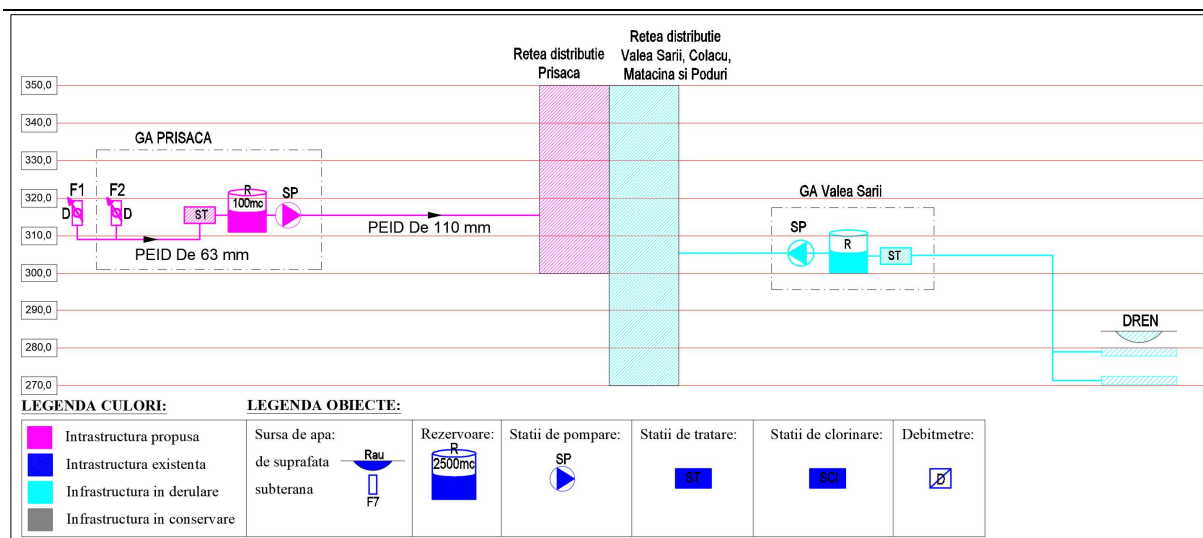 Retea distributie
Prisaca
Retea distributie
Valea Sarii, Colacu,
Matacina si Poduri
350,0
340,0
330,0
320,0
310,0
300,0
290,0
280,0
270,0
GA PRISACA
F1
F2
D
D
ST
R
100mc
SP
PEID De 63 mm
PEID De 110 mm
GA Valea Sarii
SP
R
ST
DREN
LEGENDA CULORI:
Intrastructura propusa
Intrastructura existenta
Infrastructura in derulare
Infrastructura in conservare
LEGENDA OBIECTE:
Sursa de apa:
de suprafata
subterana
Rau
F7
Rezervoare:
R
2500mc
Statii de pompare:
SP
Statii de tratare:
ST
Statii de clorinare:
SCl
Debitmetre:
D